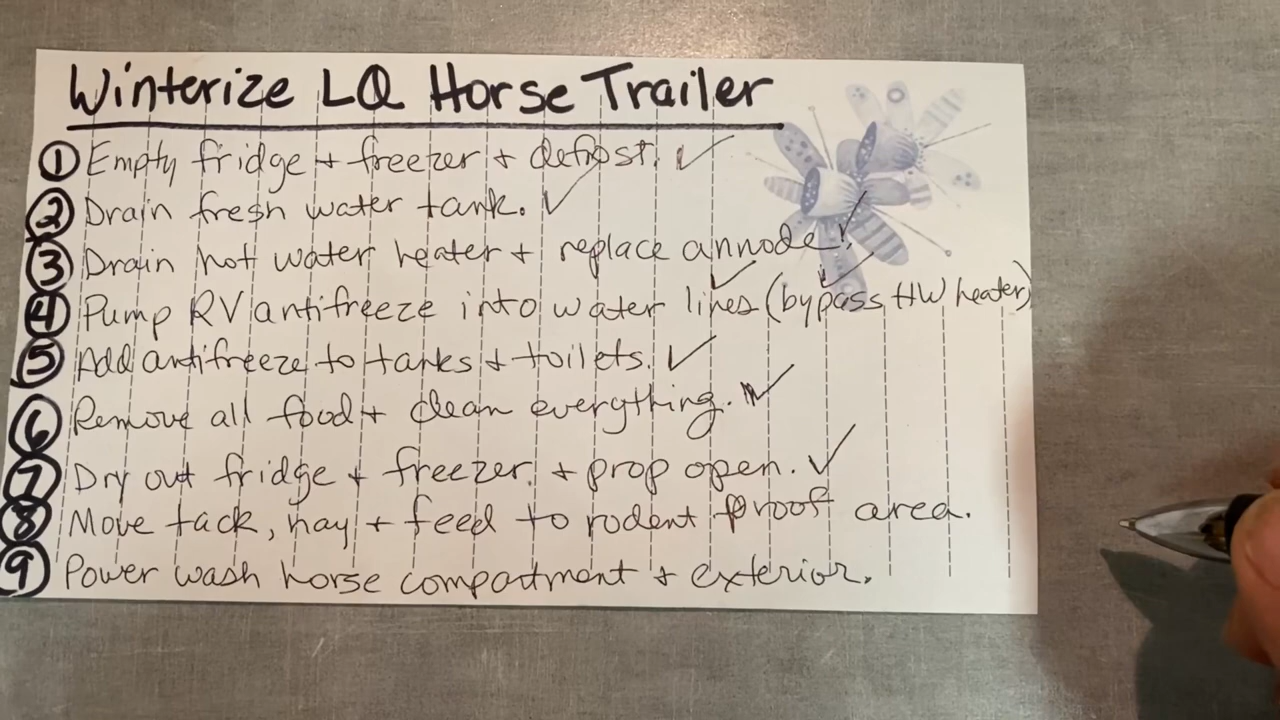 Winterize LQ Horse Trailer
① Empty fridge + freezer + defrost. ✓
② Drain fresh water tank. ✓
③ Drain hot water heater + replace annode. ✓
④ Pump RV antifreeze into water lines ✓ (bypass HW heater) ✓
⑤ Add antifreeze to tanks + toilets. ✓
⑥ Remove all food + clean everything. ✓
⑦ Dry out fridge + freezer + prop open. ✓
⑧ Move tack, hay + feed to rodent proof area.
⑨ Power wash horse compartment + exterior.